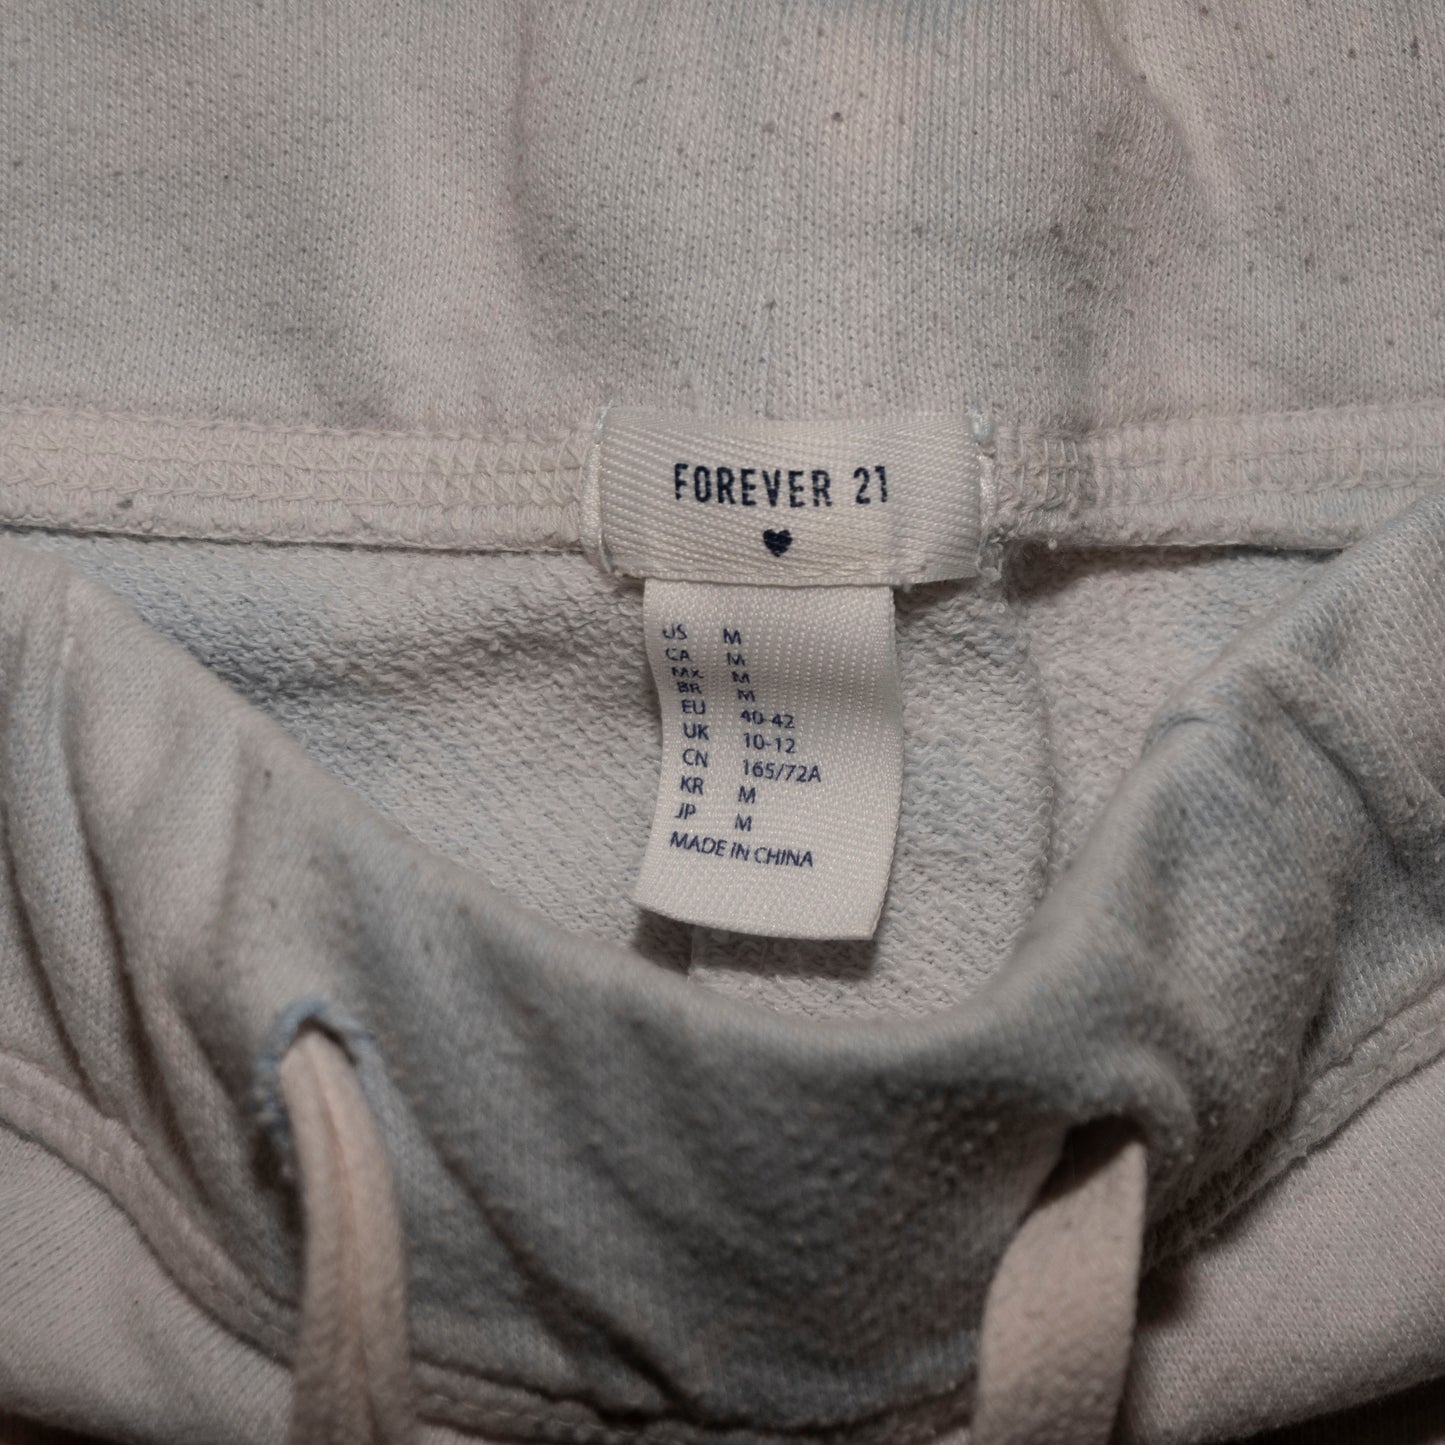 FOREVER 21
US M
CA M
MX M
BR M
EU 40-42
UK 10-12
CN 165/72A
KR M
JP M
MADE IN CHINA